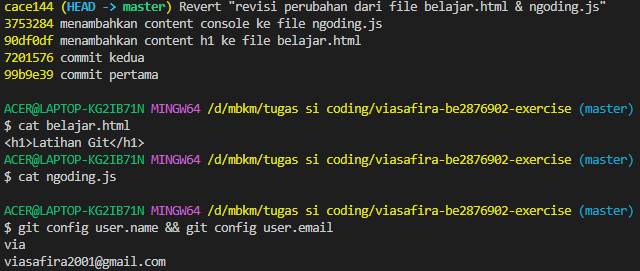 cace144 (HEAD -> master) Revert "revisi perubahan dari file belajar.html & ngoding.js"
3753284 menambahkan content console ke file ngoding.js
90df0df menambahkan content h1 ke file belajar.html
7201576 commit kedua
99b9e39 commit pertama
ACER@LAPTOP-KG2IB71N MINGW64 /d/mbkm/tugas si coding/viasafira-be2876902-exercise (master)
$ cat belajar.html
<h1>Latihan Git</h1>
ACER@LAPTOP-KG2IB71N MINGW64 /d/mbkm/tugas si coding/viasafira-be2876902-exercise (master)
$ cat ngoding.js
ACER@LAPTOP-KG2IB71N MINGW64 /d/mbkm/tugas si coding/viasafira-be2876902-exercise (master)
$ git config user.name && git config user.email
via
viasafira2001@gmail.com